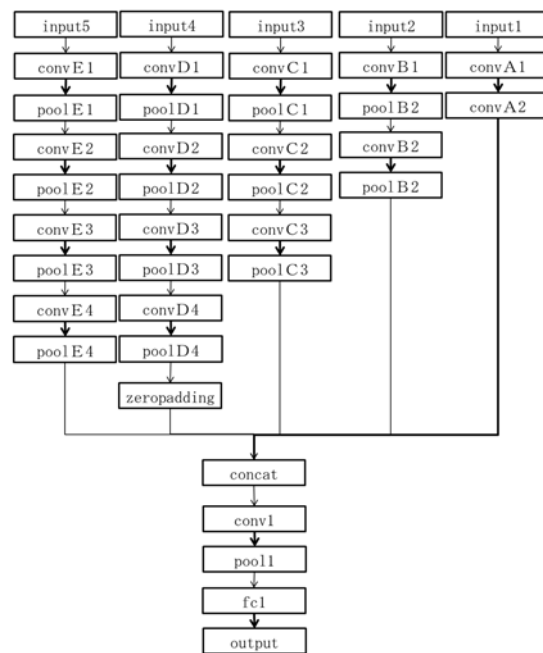 input5 input4 input3 input2 input1
convE1 convD1 convC1 convB1 convA1
poolE1 poolD1 poolC1 poolB2 convA2
convE2 convD2 convC2 convB2
poolE2 poolD2 poolC2 poolB2
convE3 convD3 convC3
poolE3 poolD3 poolC3
convE4 convD4
poolE4 poolD4
zeropadding
concat
conv1
pool1
fc1
output